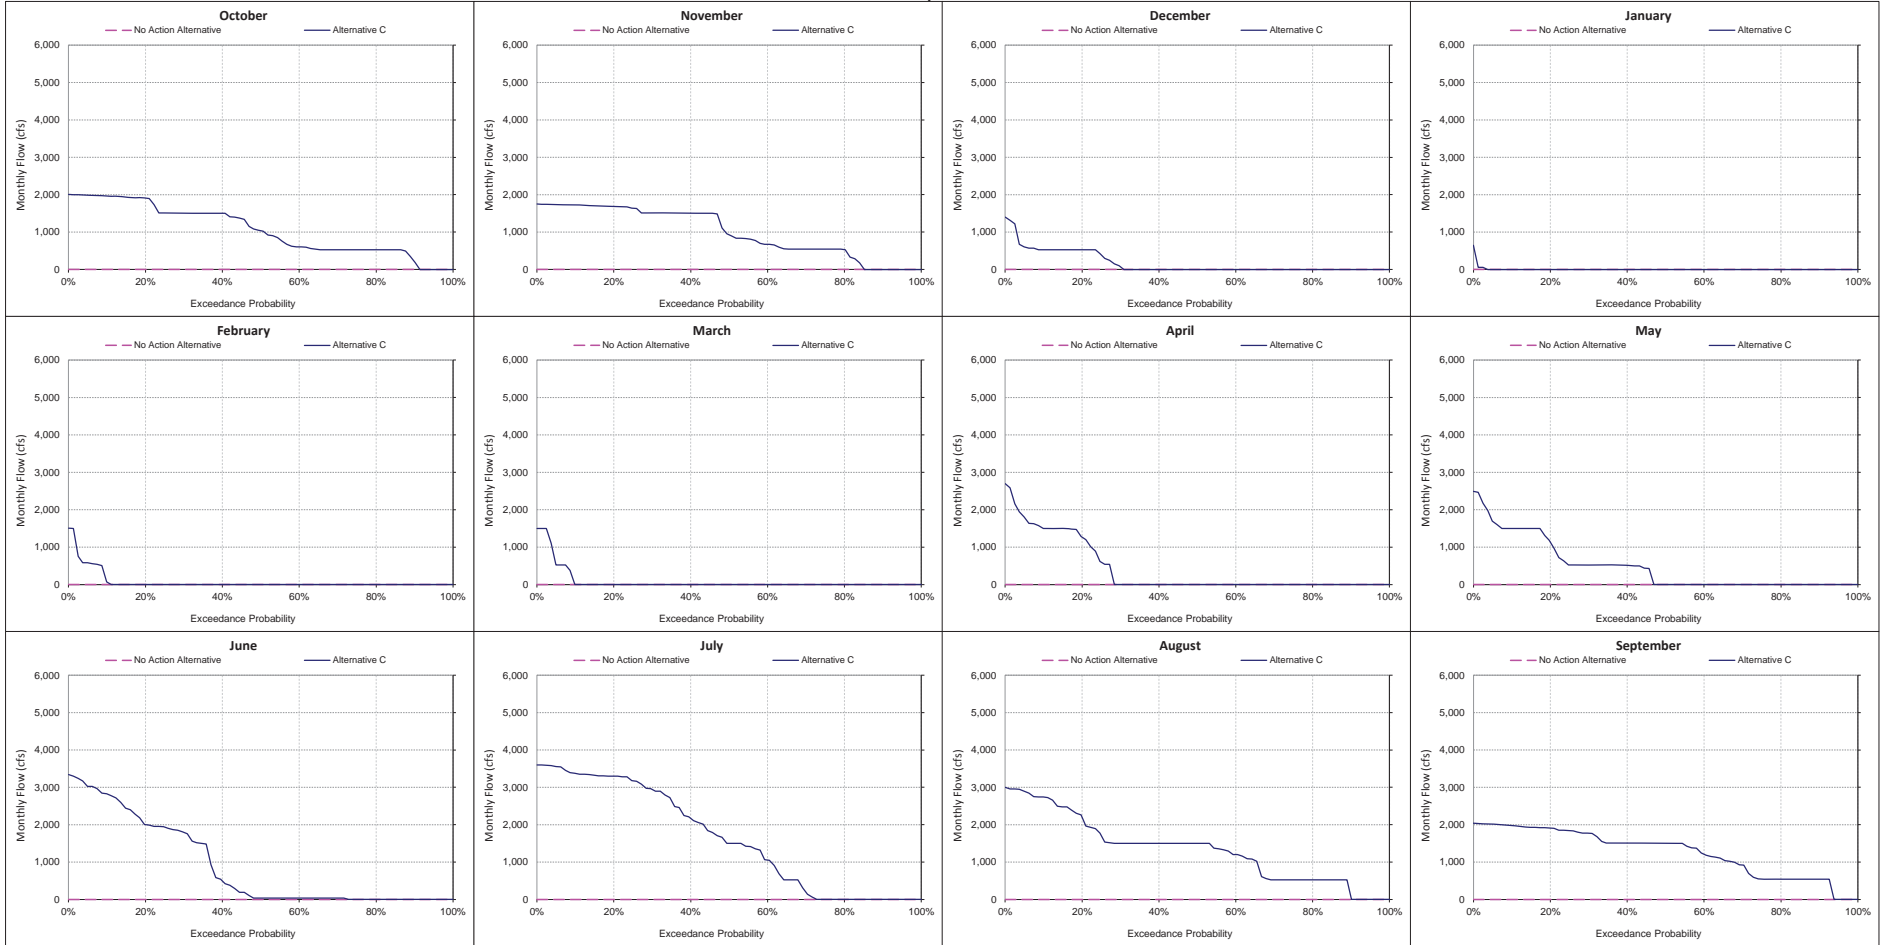 October
No Action Alternative
Alternative C
6,000
5,000
4,000
3,000
2,000
1,000
0
Monthly Flow (cfs)
0%
20%
40%
60%
80%
100%
Exceedance Probability
November
No Action Alternative
Alternative C
6,000
5,000
4,000
3,000
2,000
1,000
0
Monthly Flow (cfs)
0%
20%
40%
60%
80%
100%
Exceedance Probability
December
No Action Alternative
Alternative C
6,000
5,000
4,000
3,000
2,000
1,000
0
Monthly Flow (cfs)
0%
20%
40%
60%
80%
100%
Exceedance Probability
January
No Action Alternative
Alternative C
6,000
5,000
4,000
3,000
2,000
1,000
0
Monthly Flow (cfs)
0%
20%
40%
60%
80%
100%
Exceedance Probability
February
No Action Alternative
Alternative C
6,000
5,000
4,000
3,000
2,000
1,000
0
Monthly Flow (cfs)
0%
20%
40%
60%
80%
100%
Exceedance Probability
March
No Action Alternative
Alternative C
6,000
5,000
4,000
3,000
2,000
1,000
0
Monthly Flow (cfs)
0%
20%
40%
60%
80%
100%
Exceedance Probability
April
No Action Alternative
Alternative C
6,000
5,000
4,000
3,000
2,000
1,000
0
Monthly Flow (cfs)
0%
20%
40%
60%
80%
100%
Exceedance Probability
May
No Action Alternative
Alternative C
6,000
5,000
4,000
3,000
2,000
1,000
0
Monthly Flow (cfs)
0%
20%
40%
60%
80%
100%
Exceedance Probability
June
No Action Alternative
Alternative C
6,000
5,000
4,000
3,000
2,000
1,000
0
Monthly Flow (cfs)
0%
20%
40%
60%
80%
100%
Exceedance Probability
July
No Action Alternative
Alternative C
6,000
5,000
4,000
3,000
2,000
1,000
0
Monthly Flow (cfs)
0%
20%
40%
60%
80%
100%
Exceedance Probability
August
No Action Alternative
Alternative C
6,000
5,000
4,000
3,000
2,000
1,000
0
Monthly Flow (cfs)
0%
20%
40%
60%
80%
100%
Exceedance Probability
September
No Action Alternative
Alternative C
6,000
5,000
4,000
3,000
2,000
1,000
0
Monthly Flow (cfs)
0%
20%
40%
60%
80%
100%
Exceedance Probability